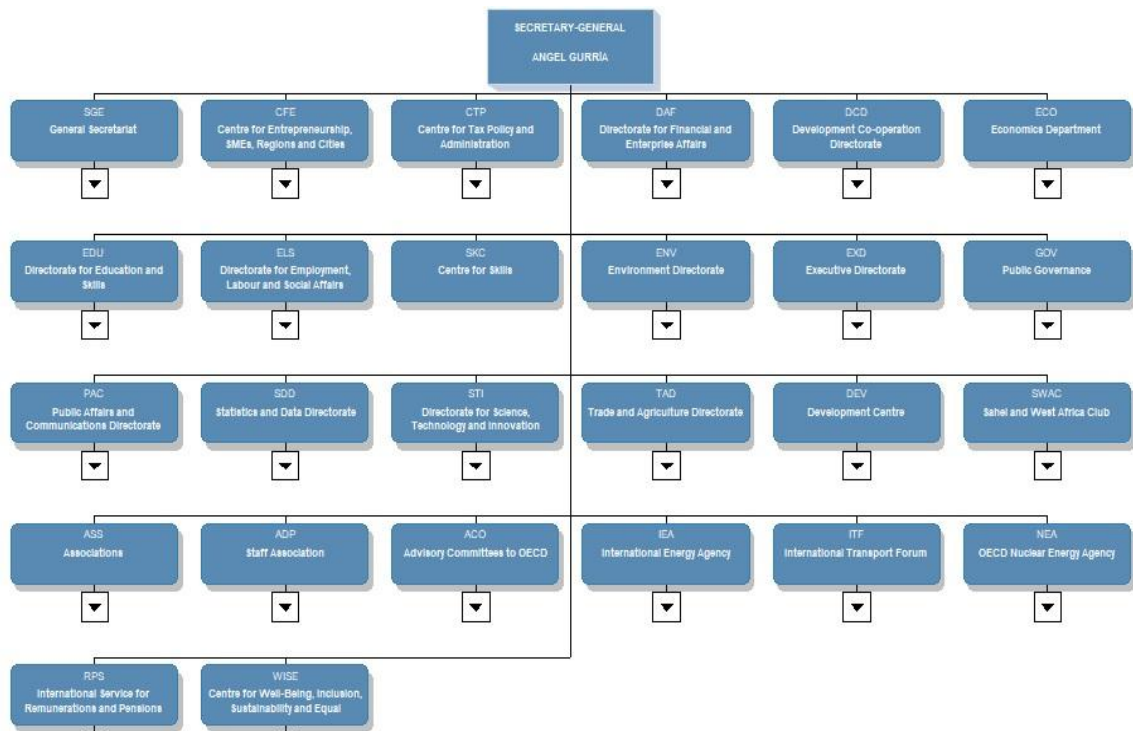 SECRETARY-GENERAL
ANGEL GURRÍA
SGE
General Secretariat
CFE
Centre for Entrepreneurship,
SMEs, Regions and Cities
CTP
Centre for Tax Policy and
Administration
DAF
Directorate for Financial and
Enterprise Affairs
DCD
Development Co-operation
Directorate
ECO
Economics Department
EDU
Directorate for Education and
Skills
ELS
Directorate for Employment,
Labour and Social Affairs
SKC
Centre for Skills
ENV
Environment Directorate
EXD
Executive Directorate
GOV
Public Governance
PAC
Public Affairs and
Communications Directorate
SDD
Statistics and Data Directorate
STI
Directorate for Science,
Technology and Innovation
TAD
Trade and Agriculture Directorate
DEV
Development Centre
SWAC
Sahel and West Africa Club
ASS
Associations
ADP
Staff Association
ACO
Advisory Committees to OECD
IEA
International Energy Agency
ITF
International Transport Forum
NEA
OECD Nuclear Energy Agency
RPS
International Service for
Remunerations and Pensions
WISE
Centre for Well-Being, Inclusion,
Sustainability and Equal